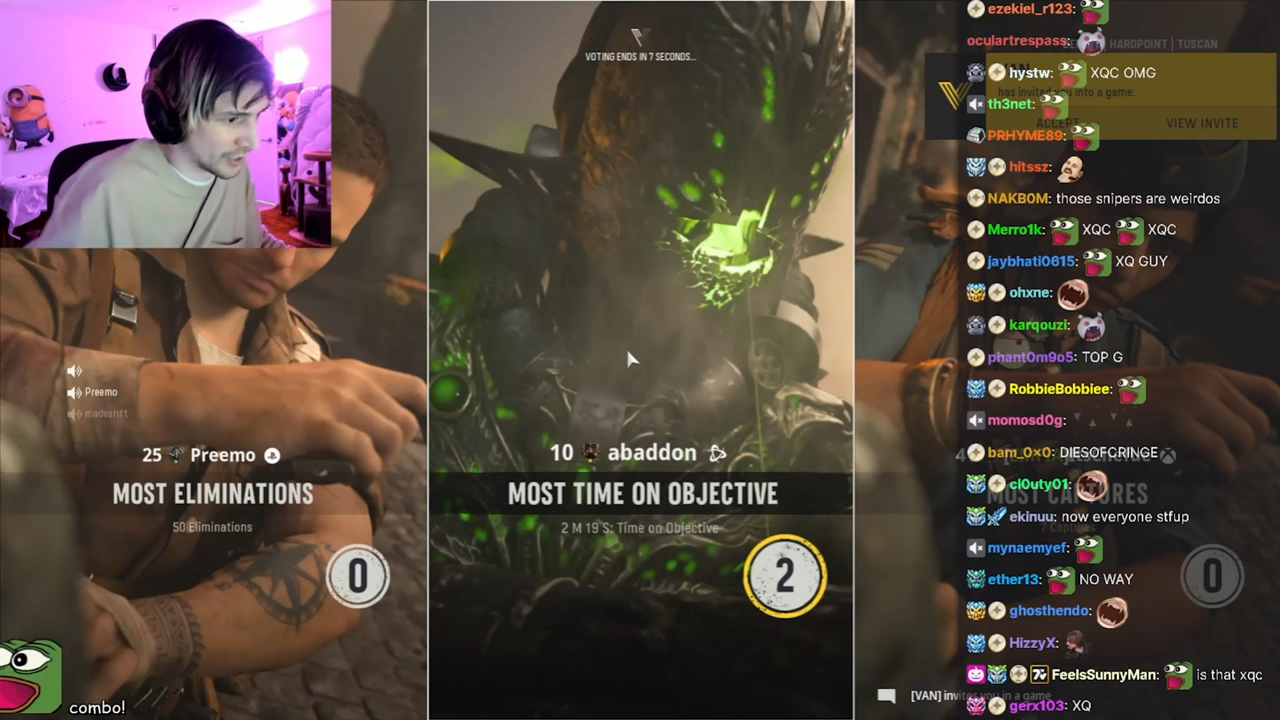 VOTING ENDS IN 7 SECONDS...
Preemo
madeshft
25 Preemo
MOST ELIMINATIONS
50 Eliminations
0
combo!
10 abaddon
MOST TIME ON OBJECTIVE
2 M 19 S: Time on Objective
2
HARDPOINT | TUSCAN
has invited you into a game.
ACCEPT
VIEW INVITE
MOST CAPTURES
0
[VAN] invites you in a game
ezekiel_r123:
oculartrespass:
hystw: XQC OMG
th3net:
PRHYME89:
hitssz:
NAKB0M: those snipers are weirdos
Merro1k: XQC XQC
jaybhati0615: XQ GUY
ohxne:
karqouzi:
phant0m9o5: TOP G
RobbieBobbiee:
momosd0g:
bam_0×0: DIESOFCRINGE
cl0uty01:
ekinuu: now everyone stfup
mynaemyef:
ether13: NO WAY
ghosthendo:
HizzyX:
FeelsSunnyMan: is that xqc
gerx103: XQ